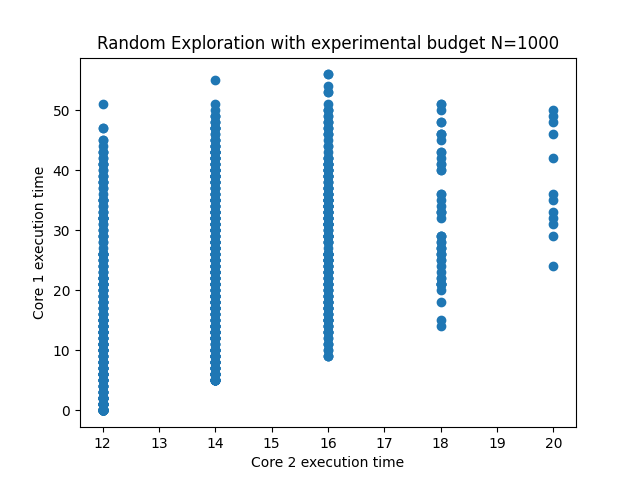 Random Exploration with experimental budget N=1000
50
40
30
20
10
0
Core 1 execution time
12 13 14 15 16 17 18 19 20
Core 2 execution time